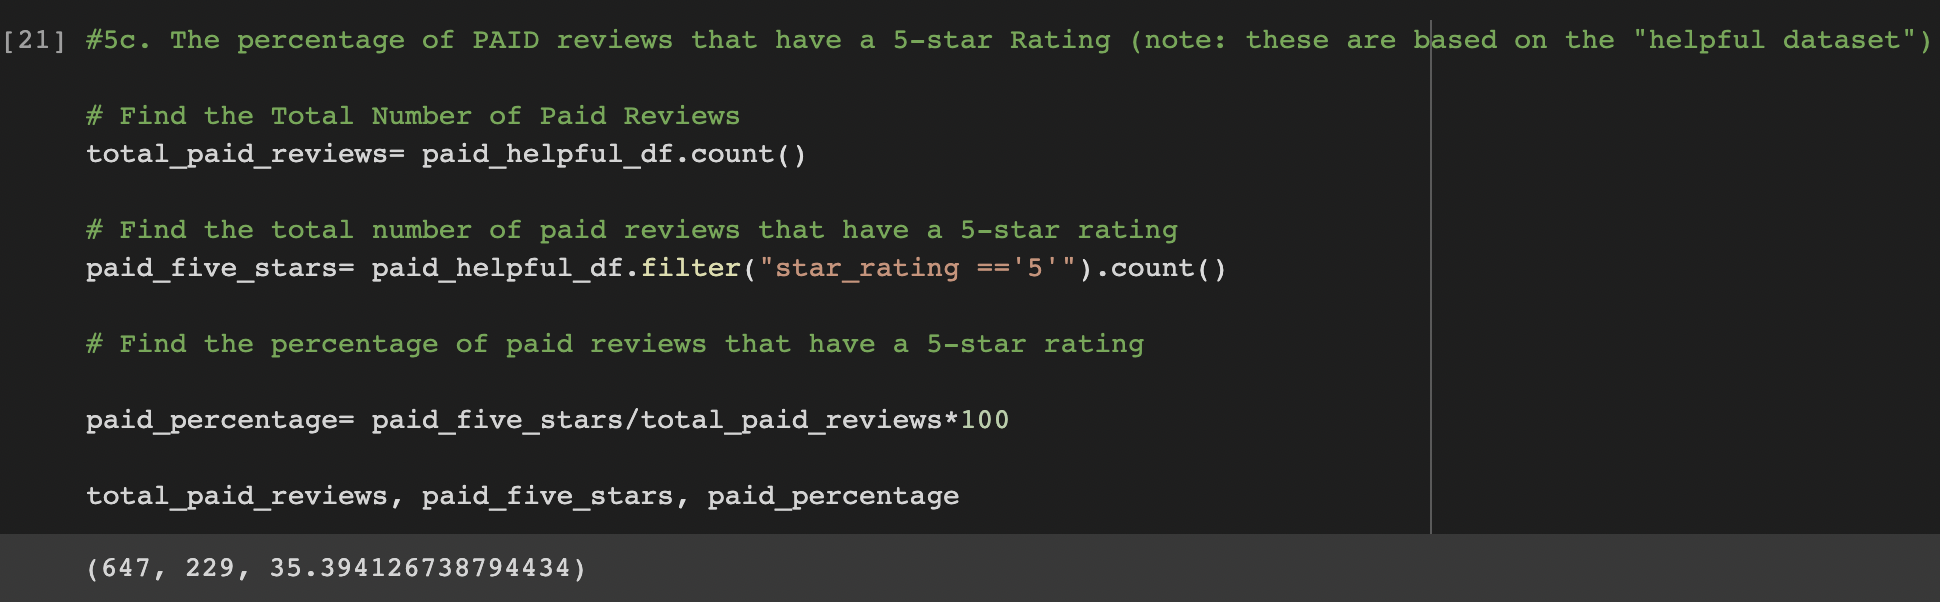 [21] #5c. The percentage of PAID reviews that have a 5-star Rating (note: these are based on the "helpful dataset")
# Find the Total Number of Paid Reviews
total_paid_reviews= paid_helpful_df.count()
# Find the total number of paid reviews that have a 5-star rating
paid_five_stars= paid_helpful_df.filter("star_rating =='5'").count()
# Find the percentage of paid reviews that have a 5-star rating
paid_percentage= paid_five_stars/total_paid_reviews*100
total_paid_reviews, paid_five_stars, paid_percentage
(647, 229, 35.394126738794434)